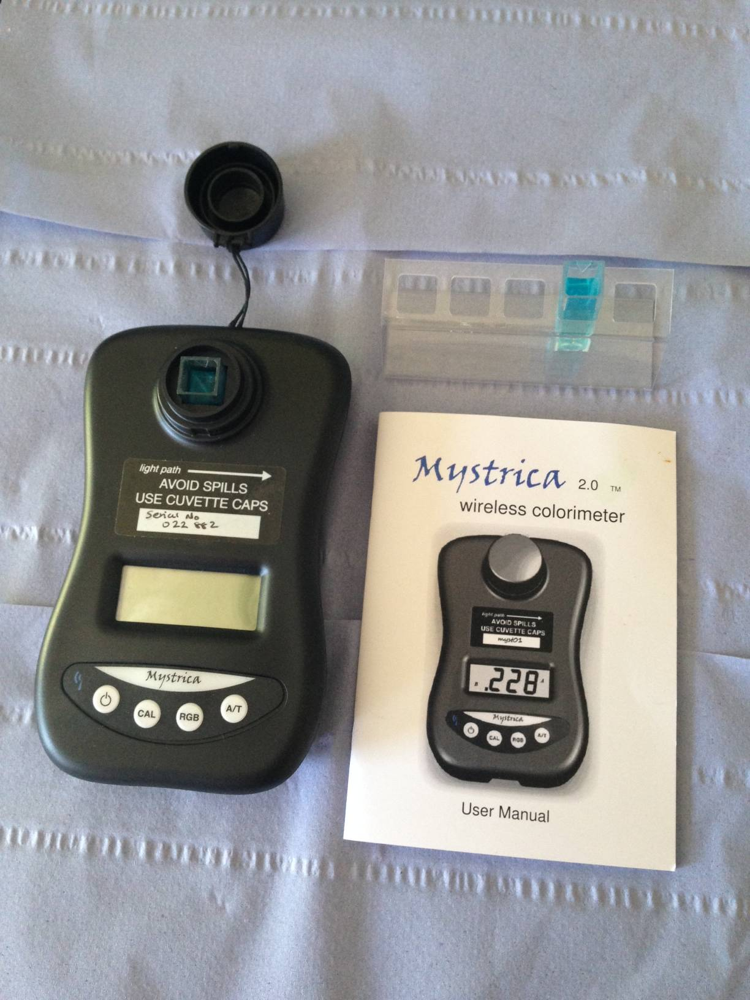 light path
AVOID SPILLS
USE CUVETTE CAPS
Serial No
022 882
Mystrica
CAL
RGB
A/T
Mystrica 2.0 TM
wireless colorimeter
light path
AVOID SPILLS
USE CUVETTE CAPS
myst01
B .228 A
Mystrica
CAL
RGB
A/T
User Manual